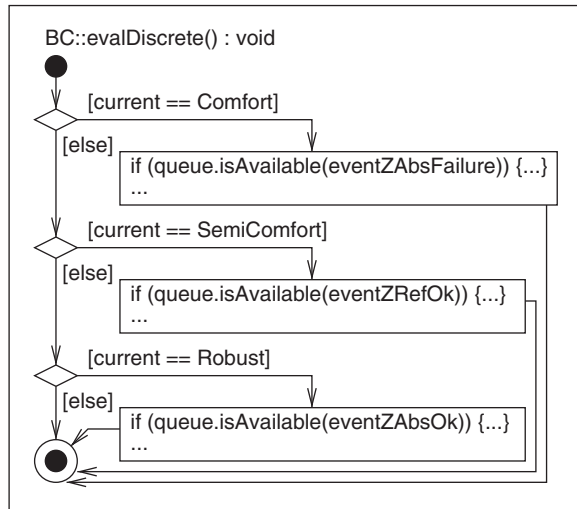 BC::evalDiscrete() : void
[current == Comfort]
[else]
if (queue.isAvailable(eventZAbsFailure)) {...}
...
[current == SemiComfort]
[else]
if (queue.isAvailable(eventZRefOk)) {...}
...
[current == Robust]
[else]
if (queue.isAvailable(eventZAbsOk)) {...}
...